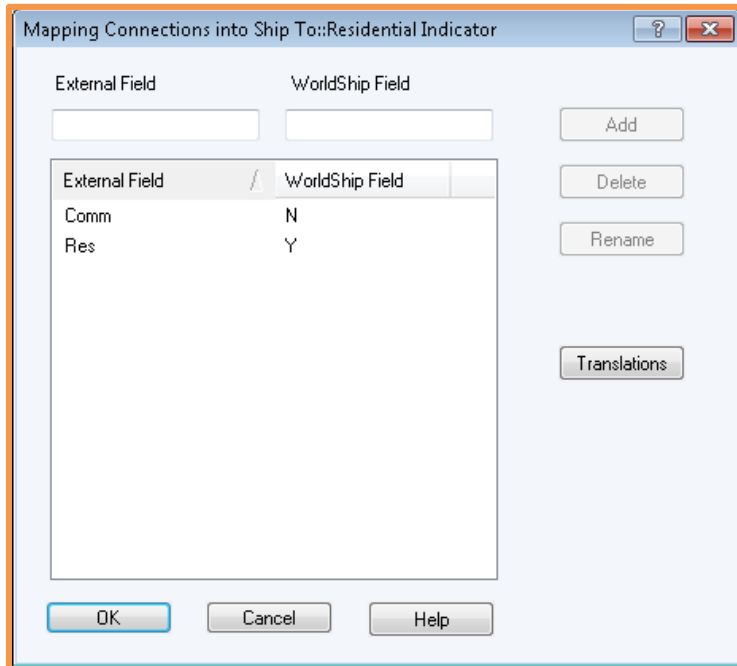 Mapping Connections into Ship To::Residential Indicator
External Field WorldShip Field
Add
External Field WorldShip Field
Delete
Comm N
Res Y
Rename
Translations
OK Cancel Help